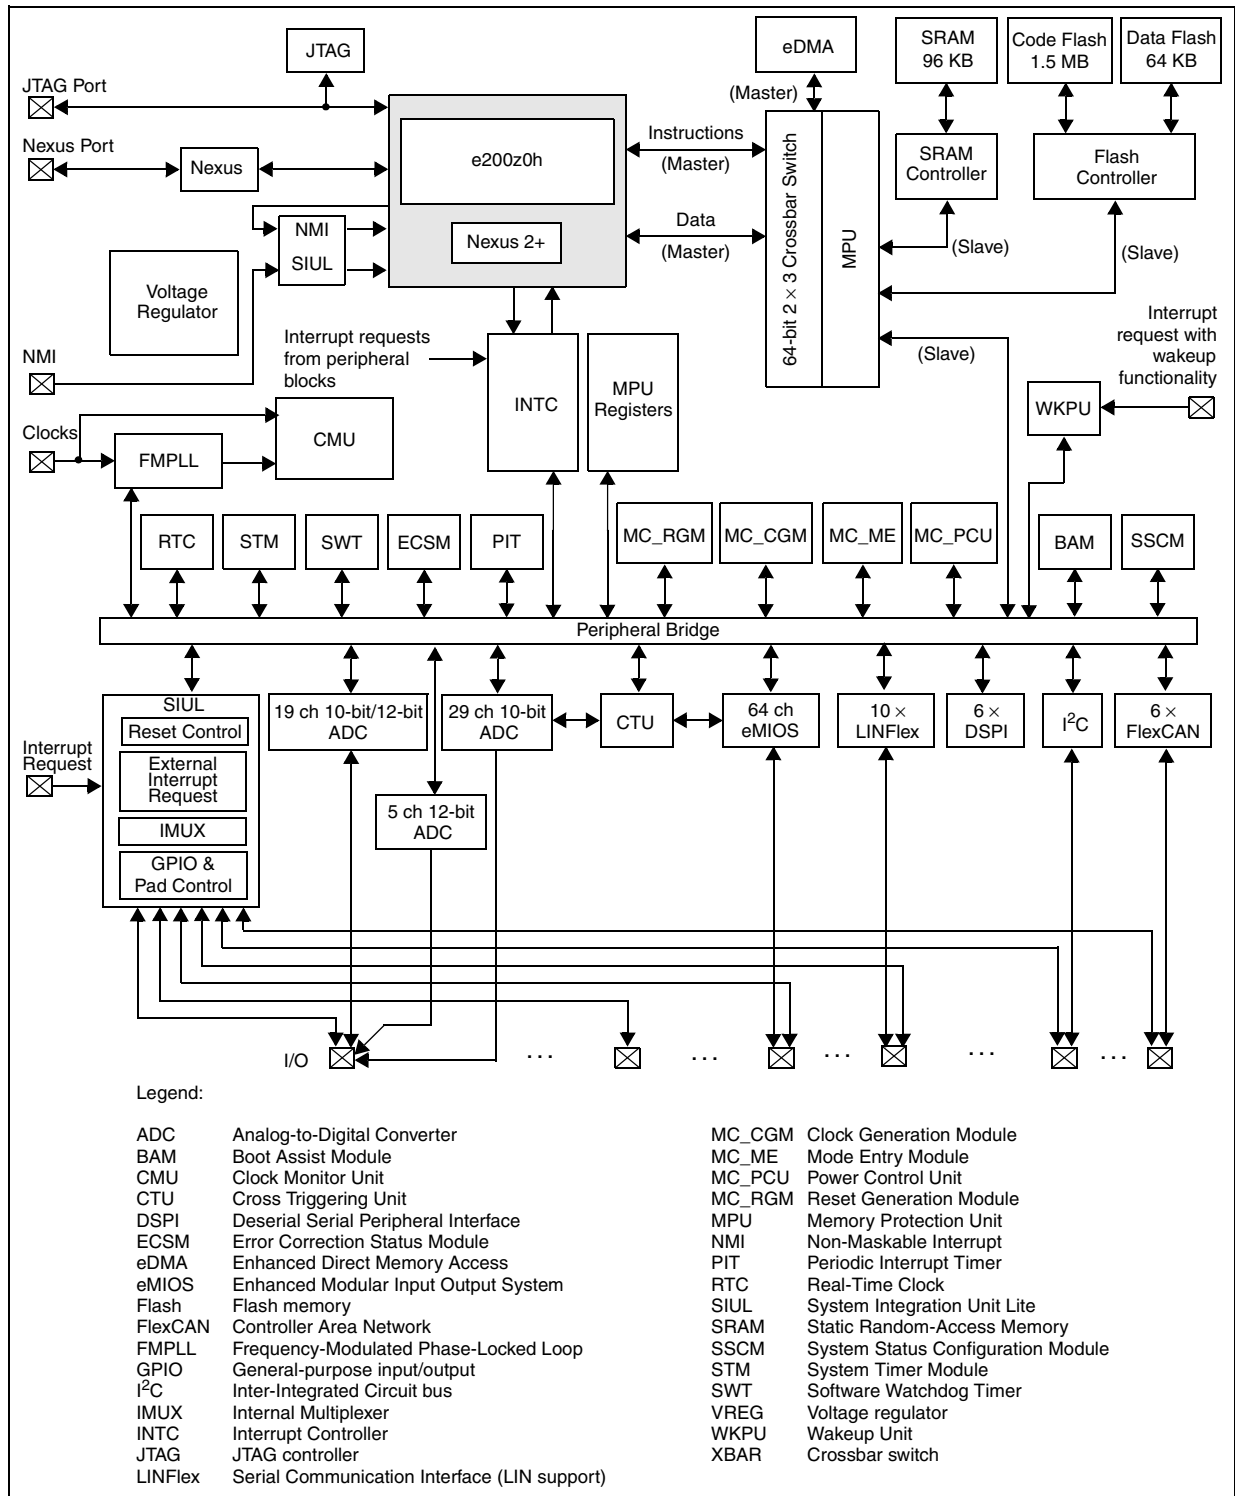 JTAG
eDMA
SRAM
96 KB
Code Flash
1.5 MB
Data Flash
64 KB
JTAG Port
(Master)
Nexus Port
Nexus
e200z0h
Instructions
(Master)
SRAM
Controller
Flash
Controller
NMI
SIUL
Nexus 2+
Data
(Master)
64-bit 2 × 3 Crossbar Switch
MPU
(Slave)
(Slave)
Voltage
Regulator
Interrupt
request with
wakeup
functionality
NMI
Interrupt requests
from peripheral
blocks
(Slave)
INTC
MPU
Registers
WKPU
Clocks
FMPLL
CMU
RTC
STM
SWT
ECSM
PIT
MC_RGM
MC_CGM
MC_ME
MC_PCU
BAM
SSCM
Peripheral Bridge
SIUL
Reset Control
External
Interrupt
Request
IMUX
GPIO &
Pad Control
Interrupt
Request
19 ch 10-bit/12-bit
ADC
29 ch 10-bit
ADC
CTU
64 ch
eMIOS
10 ×
LINFlex
6 ×
DSPI
I²C
6 ×
FlexCAN
5 ch 12-bit
ADC
I/O
. . .
. . .
. . .
. . .
. . .
Legend:
ADC Analog-to-Digital Converter
BAM Boot Assist Module
CMU Clock Monitor Unit
CTU Cross Triggering Unit
DSPI Deserial Serial Peripheral Interface
ECSM Error Correction Status Module
eDMA Enhanced Direct Memory Access
eMIOS Enhanced Modular Input Output System
Flash Flash memory
FlexCAN Controller Area Network
FMPLL Frequency-Modulated Phase-Locked Loop
GPIO General-purpose input/output
I²C Inter-Integrated Circuit bus
IMUX Internal Multiplexer
INTC Interrupt Controller
JTAG JTAG controller
LINFlex Serial Communication Interface (LIN support)
MC_CGM Clock Generation Module
MC_ME Mode Entry Module
MC_PCU Power Control Unit
MC_RGM Reset Generation Module
MPU Memory Protection Unit
NMI Non-Maskable Interrupt
PIT Periodic Interrupt Timer
RTC Real-Time Clock
SIUL System Integration Unit Lite
SRAM Static Random-Access Memory
SSCM System Status Configuration Module
STM System Timer Module
SWT Software Watchdog Timer
VREG Voltage regulator
WKPU Wakeup Unit
XBAR Crossbar switch